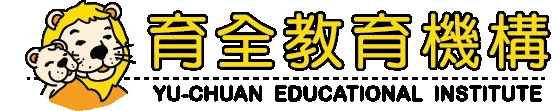 育全教育機構
YU-CHUAN EDUCATIONAL INSTITUTE